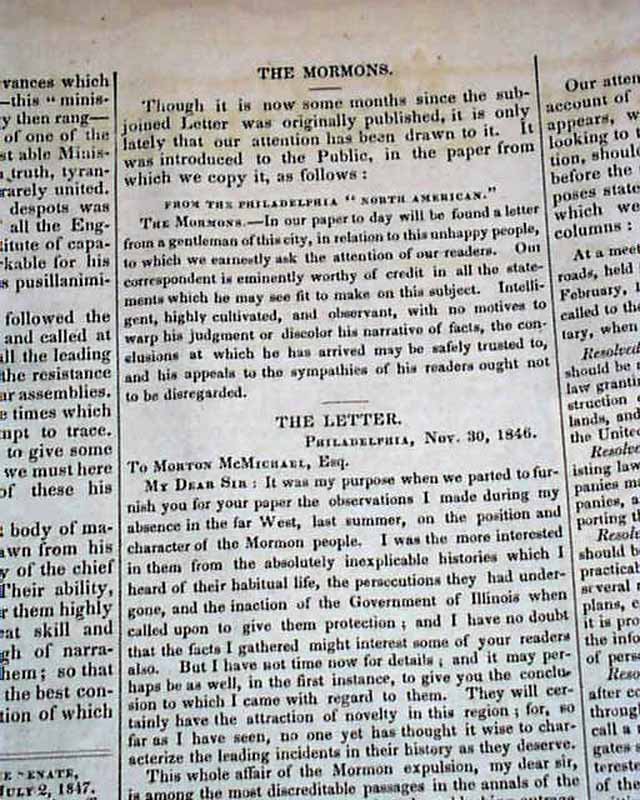 vances which
—this "minis-
y then rang—
of one of the
st able Minis-
truth, tyran-
rarely united.
despots was
all the Eng-
titute of capa-
rkable for his
s pusillanimi-
followed the
and called at
all the leading
the resistance
ar assemblies.
e times which
mpt to trace.
to give some
we must here
of these his
body of ma-
awn from his
y of the chief
Their ability,
r them highly
eat skill and
gh of narra-
hem; so that
the best con-
tion of which
E SENATE,
JULY 2, 1847.
THE MORMONS.
Though it is now some months since the sub-
joined Letter was originally published, it is only
lately that our attention has been drawn to it. It
was introduced to the Public, in the paper from
which we copy it, as follows:
FROM THE PHILADELPHIA "NORTH AMERICAN."
THE MORMONS.—In our paper to day will be found a letter
from a gentleman of this city, in relation to this unhappy people,
to which we earnestly ask the attention of our readers. Our
correspondent is eminently worthy of credit in all the state-
ments which he may see fit to make on this subject. Intelli-
gent, highly cultivated, and observant, with no motives to
warp his judgment or discolor his narrative of facts, the con-
clusions at which he has arrived may be safely trusted to,
and his appeals to the sympathies of his readers ought not
to be disregarded.
THE LETTER.
PHILADELPHIA, NOV. 30, 1846.
To MORTON MCMICHAEL, Esq.
MY DEAR SIR: It was my purpose when we parted to fur-
nish you for your paper the observations I made during my
absence in the far West, last summer, on the position and
character of the Mormon people. I was the more interested
in them from the absolutely inexplicable histories which I
heard of their habitual life, the persecutions they had under-
gone, and the inaction of the Government of Illinois when
called upon to give them protection; and I have no doubt
that the facts I gathered might interest some of your readers
also. But I have not time now for details; and it may per-
haps be as well, in the first instance, to give you the conclu-
sion to which I came with regard to them. They will cer-
tainly have the attraction of novelty in this region; for, so
far as I have seen, no one yet has thought it wise to char-
acterize the leading incidents in their history as they deserve.
This whole affair of the Mormon expulsion, my dear sir,
is among the most discreditable passages in the annals of the
Our atten
account of
appears, w
looking to
tion, should
before the
poses state
which we
columns:
At a meet
roads, held
February, 1
called to the
tary, when
Resolved
should be
law granti
struction o
lands, and
the United
Resolve
isting law
panies ma
panies, a
porting th
Resolv
should be
practicab
several
plans, e
it is pro
the infor
of perso
Reso
after co
through
call a
gates s
tereste